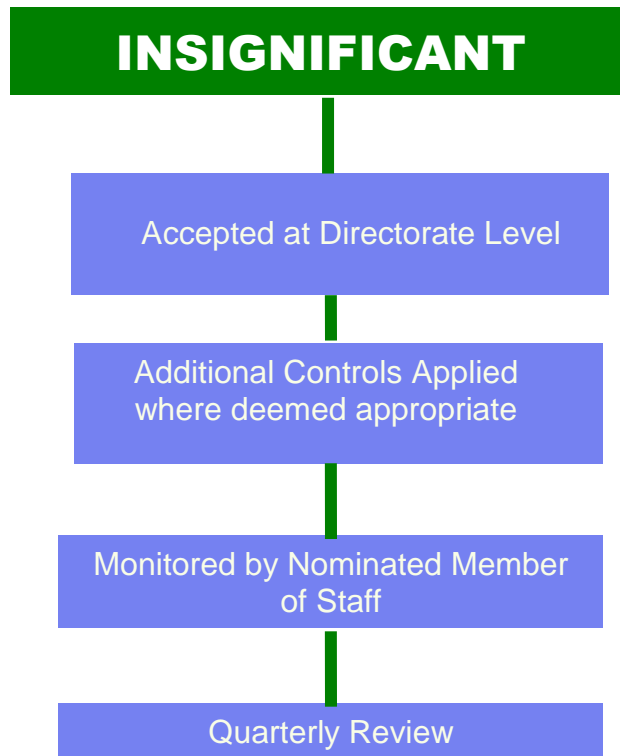 INSIGNIFICANT
Accepted at Directorate Level
Additional Controls Applied
where deemed appropriate
Monitored by Nominated Member
of Staff
Quarterly Review